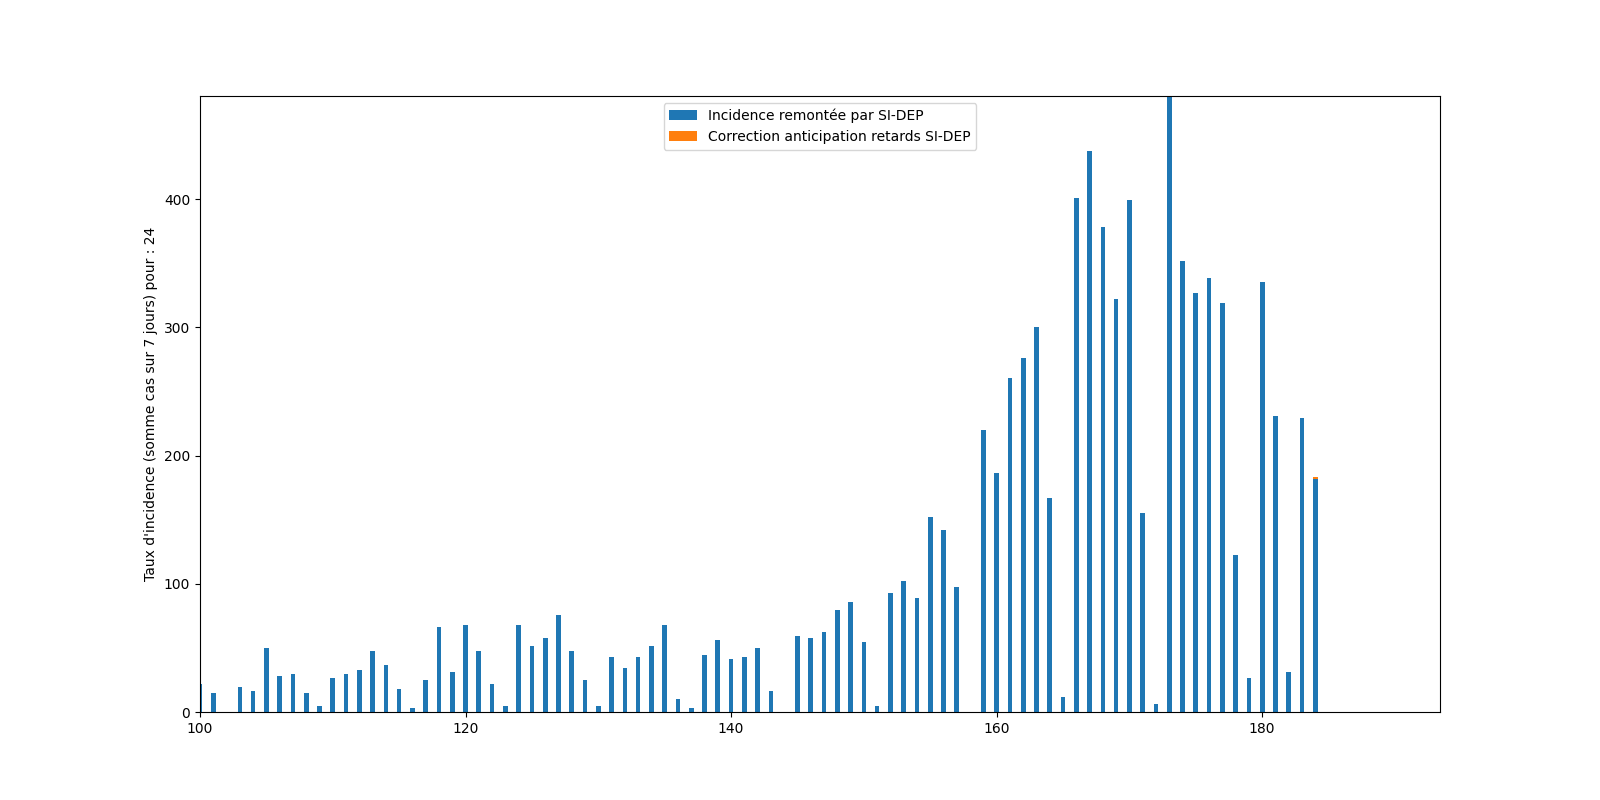 Incidence remontée par SI-DEP
Correction anticipation retards SI-DEP
Taux d'incidence (somme cas sur 7 jours) pour : 24
400
300
200
100
0
100 120 140 160 180